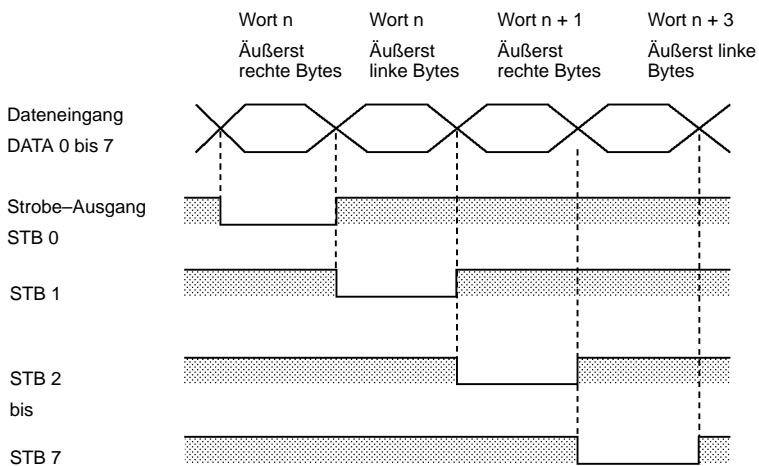 Wort n Wort n Wort n + 1 Wort n + 3
Äußerst Äußerst Äußerst Äußerst linke
rechte Bytes linke Bytes rechte Bytes Bytes
Dateneingang
DATA 0 bis 7
Strobe–Ausgang
STB 0
STB 1
STB 2
bis
STB 7